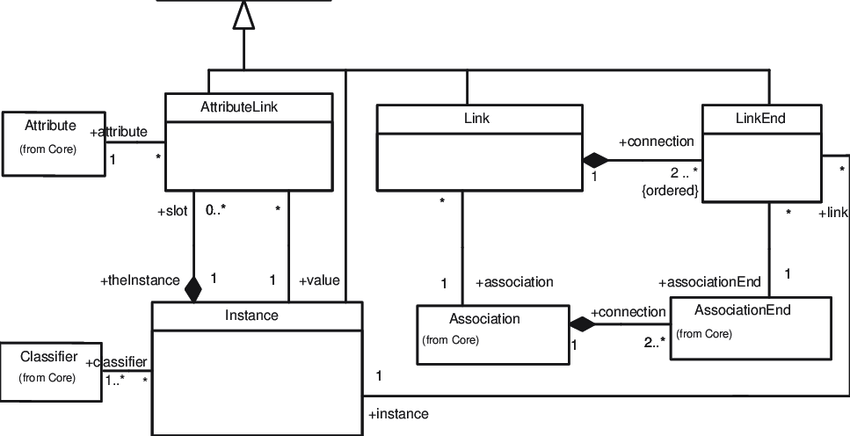 AttributeLink
Attribute
(from Core)
+attribute
1
*
Link
LinkEnd
+connection
1
2 .. *
{ordered}
*
+link
+slot
0..*
*
*
*
+theInstance
1
1
+value
1
+association
+associationEnd
1
Instance
Association
(from Core)
+connection
1
2..*
AssociationEnd
(from Core)
Classifier
(from Core)
+classifier
1..*
*
1
+instance